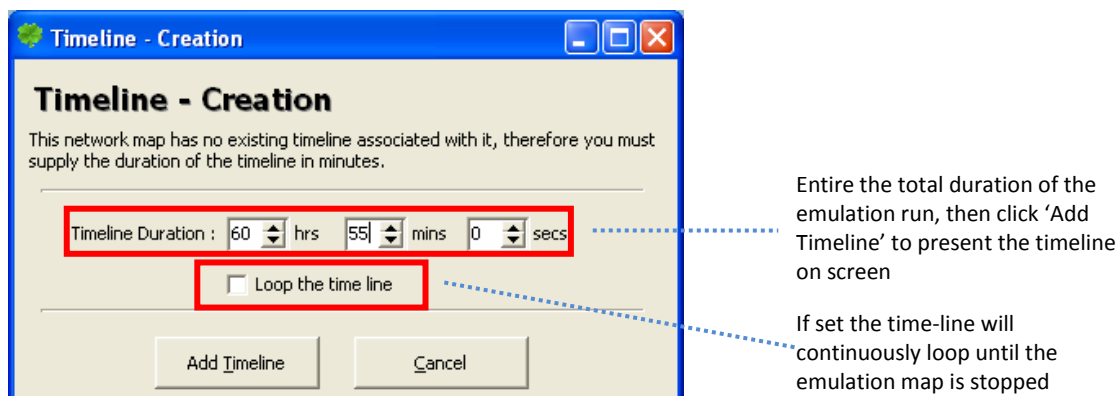 Timeline - Creation
Timeline - Creation
This network map has no existing timeline associated with it, therefore you must
supply the duration of the timeline in minutes.
Timeline Duration : 60 hrs 55 mins 0 secs
Loop the time line
Add Timeline Cancel
Entire the total duration of the
emulation run, then click ‘Add
Timeline’ to present the timeline
on screen
If set the time-line will
continuously loop until the
emulation map is stopped